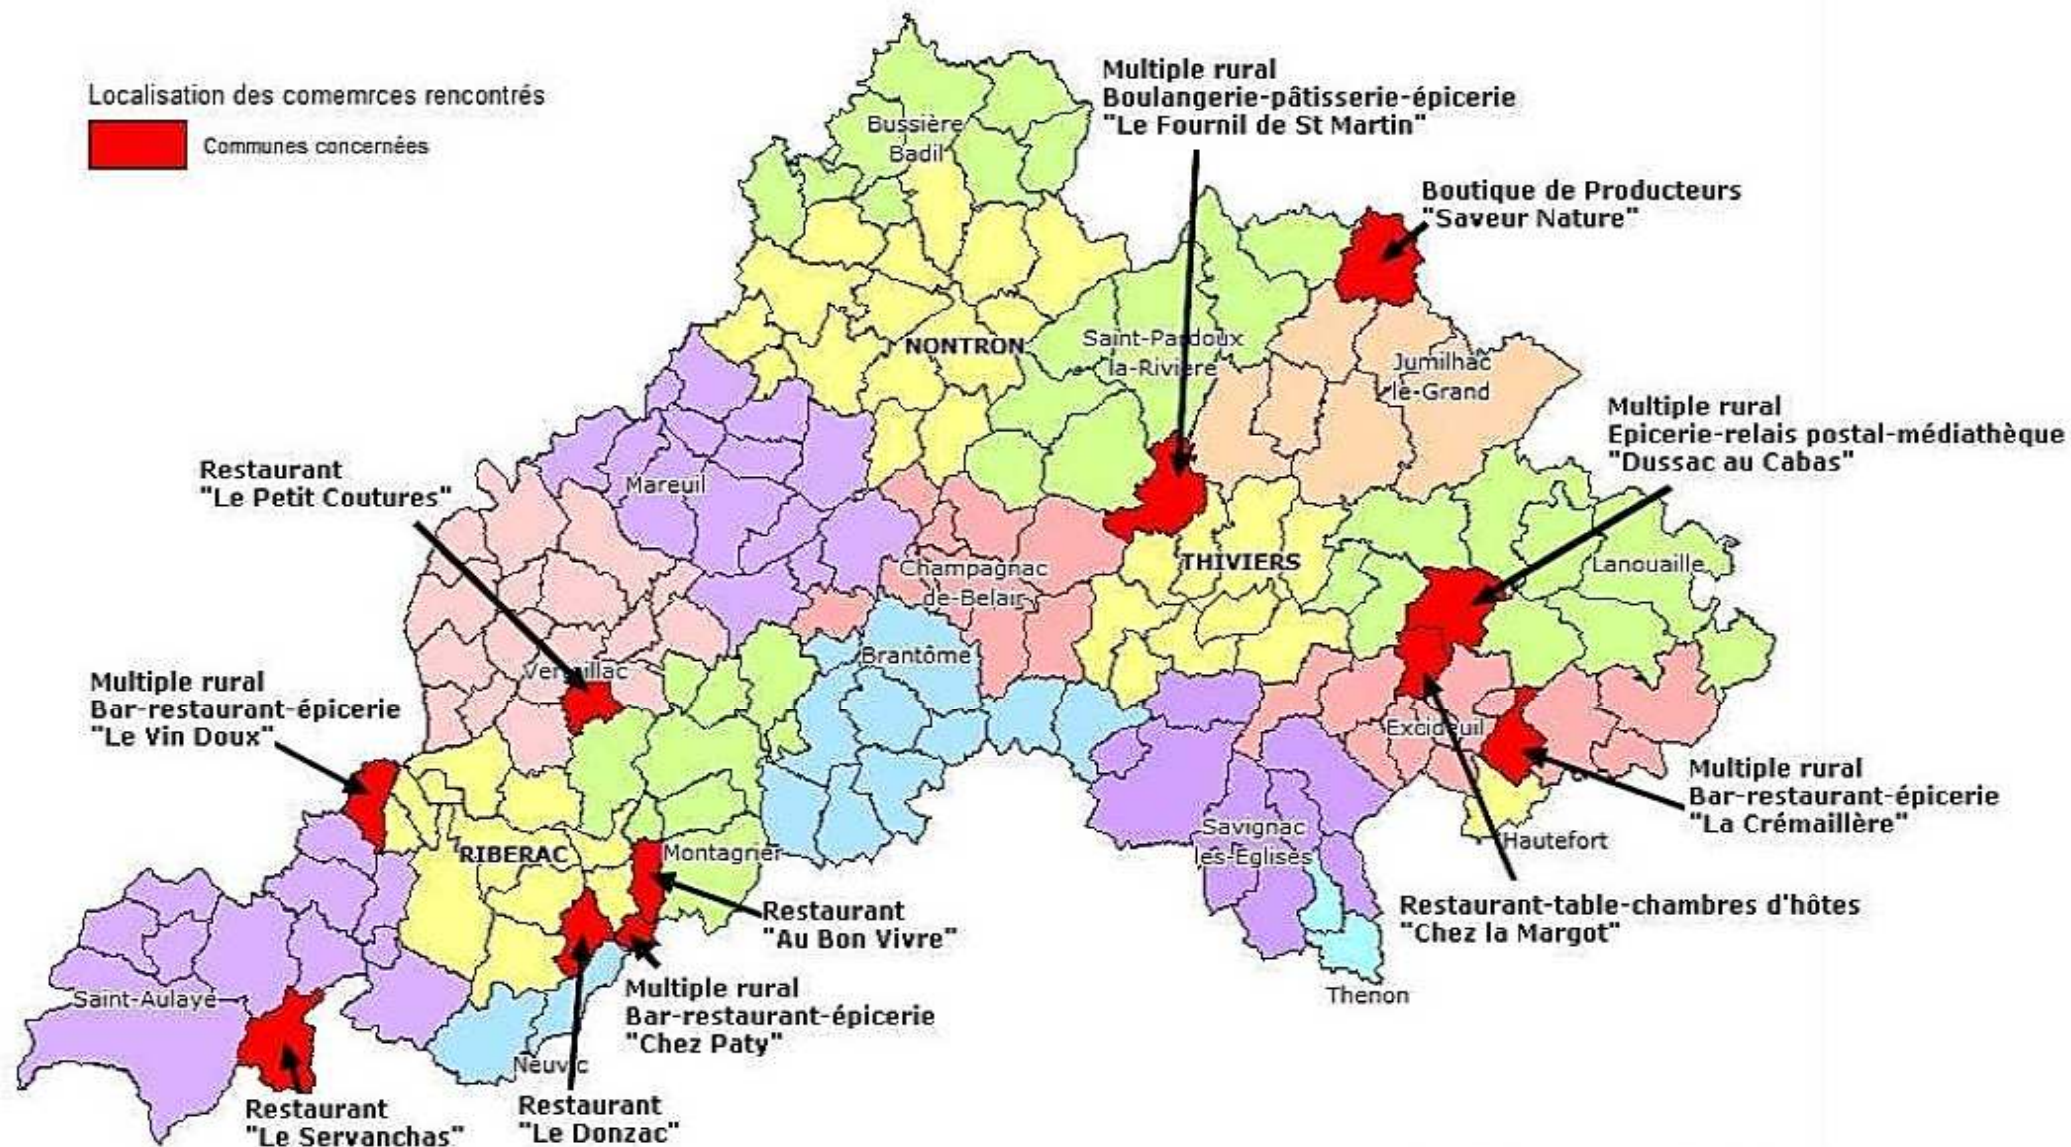 Localisation des comemrces rencontrés
Communes concernées
Multiple rural
Boulangerie-pâtisserie-épicerie
"Le Fournil de St Martin"
Bussière
Badil
Boutique de Producteurs
"Saveur Nature"
NONTRON
Saint-Pardoux
la-Rivière
Jumilhac
le-Grand
Multiple rural
Epicerie-relais postal-médiathèque
"Dussac au Cabas"
Restaurant
"Le Petit Coutures"
Mareuil
Champagnac
de-Belair
THIVIERS
Lanouaille
Brantôme
Verteillac
Multiple rural
Bar-restaurant-épicerie
"Le Vin Doux"
Excideuil
Multiple rural
Bar-restaurant-épicerie
"La Crémaillère"
Hautefort
Savignac
les-Eglises
RIBERAC
Montagrier
Restaurant
"Au Bon Vivre"
Restaurant-table-chambres d'hôtes
"Chez la Margot"
Thenon
Saint-Aulaye
Multiple rural
Bar-restaurant-épicerie
"Chez Paty"
Neuvic
Restaurant
"Le Servanchas"
Restaurant
"Le Donzac"